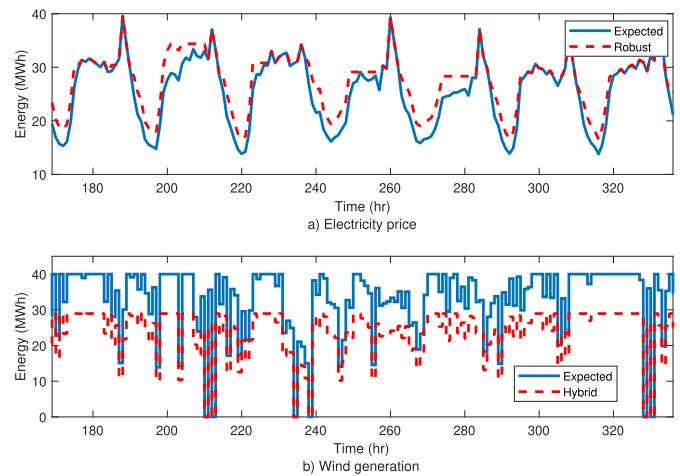 40
30
20
10
Energy (MWh)
Expected
Robust
180 200 220 240 260 280 300 320
Time (hr)
a) Electricity price
40
30
20
10
0
Energy (MWh)
Expected
Hybrid
180 200 220 240 260 280 300 320
Time (hr)
b) Wind generation